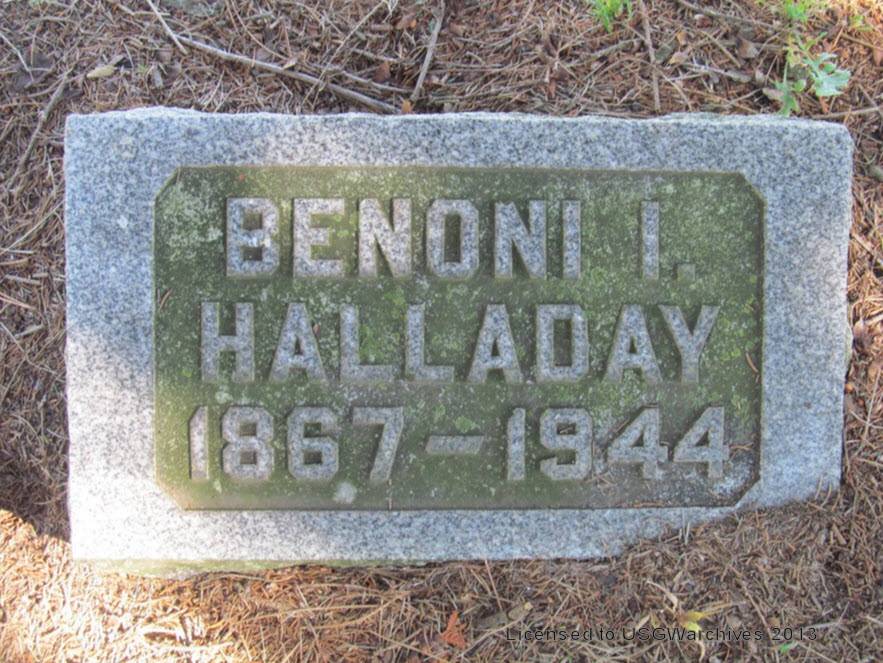 BENONI I.
HALLADAY
1867-1944
Licensed to USGWarchives 2013